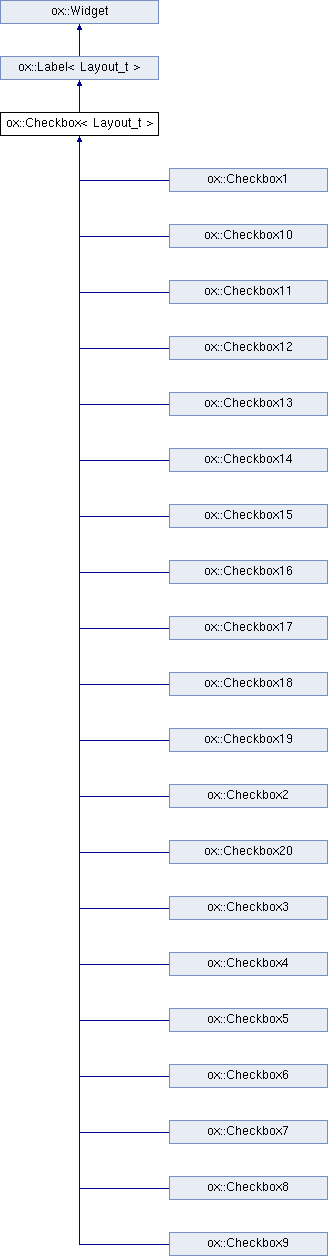 ox::Widget
ox::Label< Layout_t >
ox::Checkbox< Layout_t >
ox::Checkbox1
ox::Checkbox10
ox::Checkbox11
ox::Checkbox12
ox::Checkbox13
ox::Checkbox14
ox::Checkbox15
ox::Checkbox16
ox::Checkbox17
ox::Checkbox18
ox::Checkbox19
ox::Checkbox2
ox::Checkbox20
ox::Checkbox3
ox::Checkbox4
ox::Checkbox5
ox::Checkbox6
ox::Checkbox7
ox::Checkbox8
ox::Checkbox9